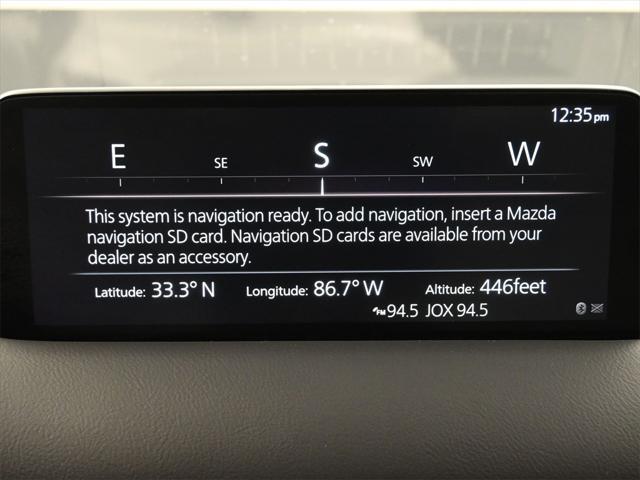 12:35pm
E SE S SW W
This system is navigation ready. To add navigation, insert a Mazda
navigation SD card. Navigation SD cards are available from your
dealer as an accessory.
Latitude: 33.3° N Longitude: 86.7° W Altitude: 446feet
FM 94.5 JOX 94.5